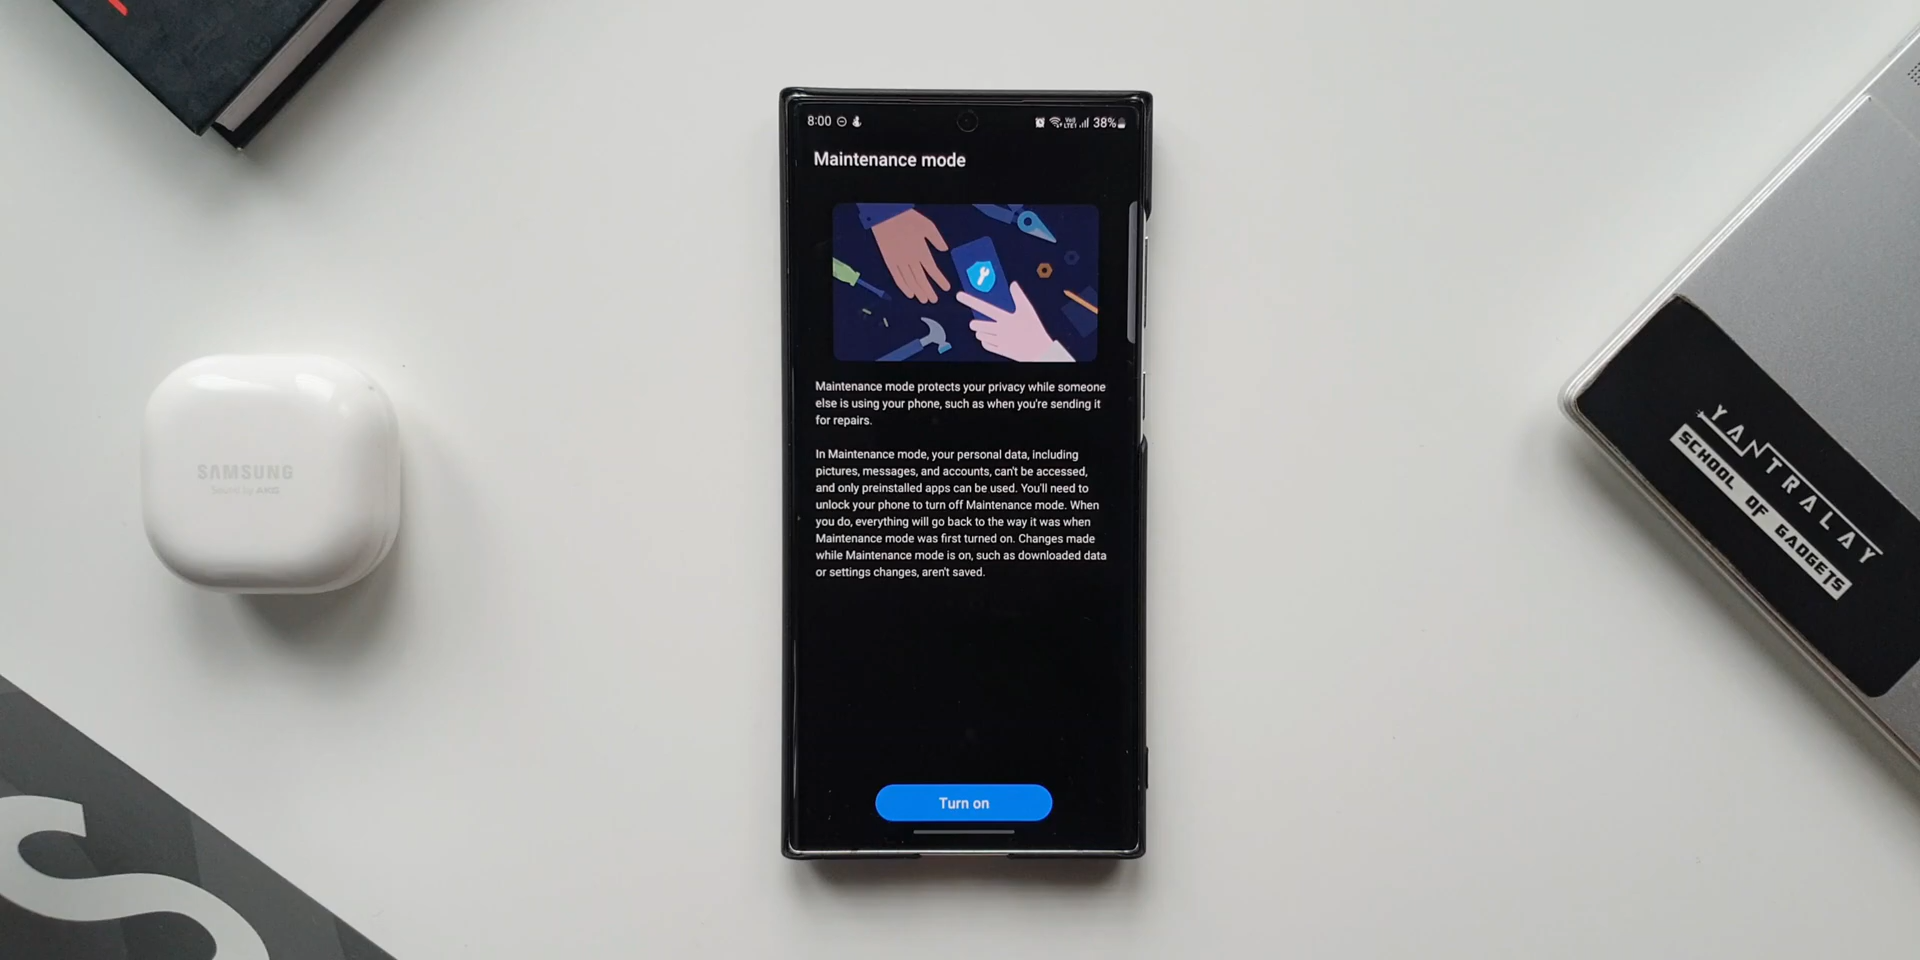 8:00
VoLTE1
38%
Maintenance mode
Maintenance mode protects your privacy while someone
else is using your phone, such as when you're sending it
for repairs.
In Maintenance mode, your personal data, including
pictures, messages, and accounts, can't be accessed,
and only preinstalled apps can be used. You'll need to
unlock your phone to turn off Maintenance mode. When
you do, everything will go back to the way it was when
Maintenance mode was first turned on. Changes made
while Maintenance mode is on, such as downloaded data
or settings changes, aren't saved.
Turn on
SAMSUNG
Sound by AKG
YANTRALAY
SCHOOL OF GADGETS
S